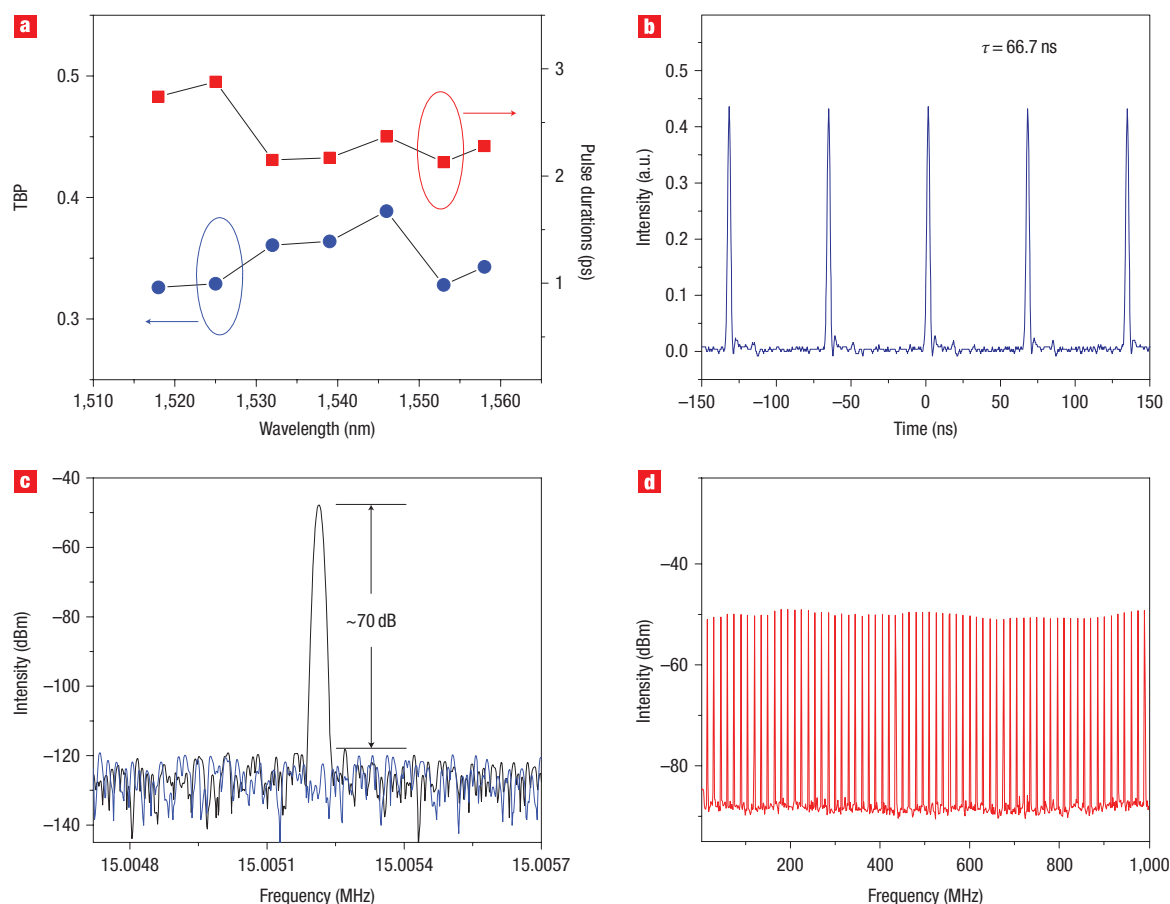 a
0.5
0.4
0.3
TBP
3
2
1
Pulse durations (ps)
1,510
1,520
1,530
1,540
1,550
1,560
Wavelength (nm)
b
τ = 66.7 ns
0.5
0.4
0.3
0.2
0.1
0.0
Intensity (a.u.)
–150
–100
–50
0
50
100
150
Time (ns)
c
–40
–60
–80
–100
–120
–140
Intensity (dBm)
~70 dB
15.0048
15.0051
15.0054
15.0057
Frequency (MHz)
d
–40
–60
–80
Intensity (dBm)
200
400
600
800
1,000
Frequency (MHz)